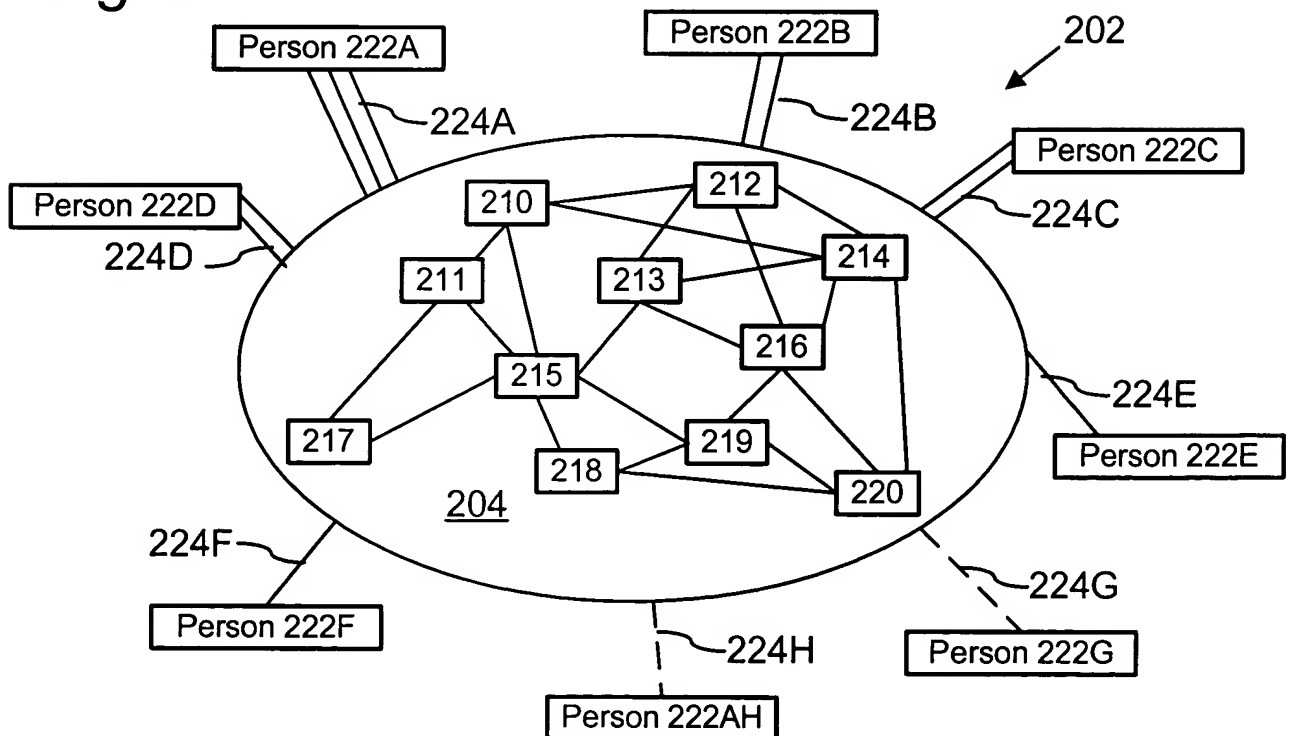 Person 222A
Person 222B
202
224A
224B
Person 222C
Person 222D
224C
224D
210
212
211
213
214
215
216
224E
217
218
219
220
Person 222E
204
224F
224G
Person 222F
224H
Person 222G
Person 222AH